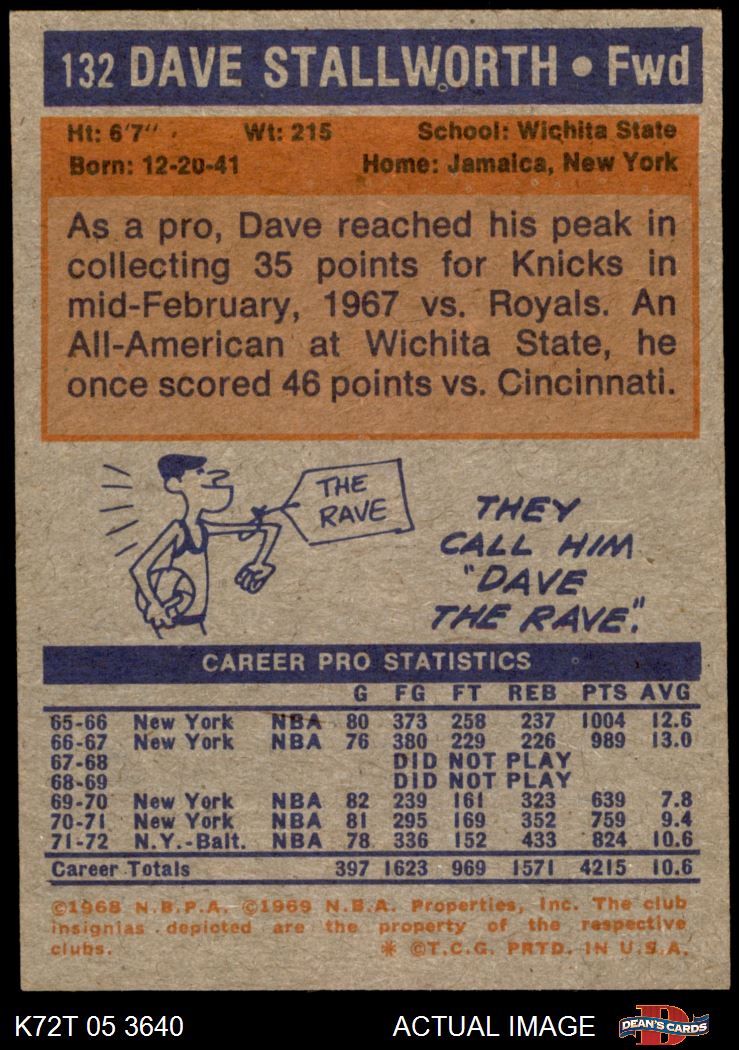 132 DAVE STALLWORTH • Fwd
Ht: 6'7" Wt: 215 School: Wichita State
Born: 12-20-41 Home: Jamaica, New York
As a pro, Dave reached his peak in
collecting 35 points for Knicks in
mid-February, 1967 vs. Royals. An
All-American at Wichita State, he
once scored 46 points vs. Cincinnati.
THE
RAVE
THEY
CALL HIM
"DAVE
THE RAVE."
CAREER PRO STATISTICS
G FG FT REB PTS AVG
65-66 New York NBA 80 373 258 237 1004 12.6
66-67 New York NBA 76 380 229 226 989 13.0
67-68 DID NOT PLAY
68-69 DID NOT PLAY
69-70 New York NBA 82 239 161 323 639 7.8
70-71 New York NBA 81 295 169 352 759 9.4
71-72 N.Y.-Balt. NBA 78 336 152 433 824 10.6
Career Totals 397 1623 969 1571 4215 10.6
©1968 N.B.P.A. ©1969 N.B.A. Properties, Inc. The club
insignias depicted are the property of the respective
clubs. * ©T.C.G. PRTD. IN U.S.A.
K72T 05 3640 ACTUAL IMAGE D DEAN'S CARDS